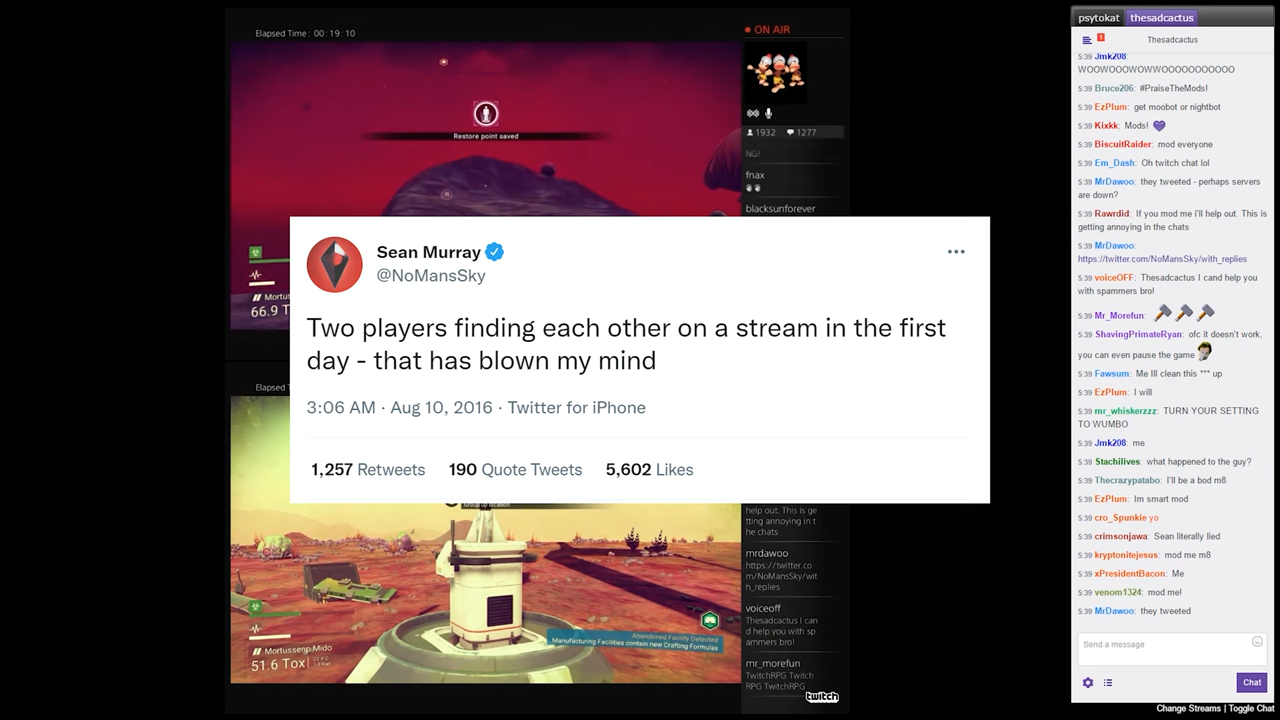 Elapsed Time : 00:19:10
Restore point saved
66.9 Tox
ON AIR
1932 1277
NG!
fnax
blacksunforever
Sean Murray
@NoMansSky
Two players finding each other on a stream in the first
day - that has blown my mind
3:06 AM · Aug 10, 2016 · Twitter for iPhone
1,257 Retweets 190 Quote Tweets 5,602 Likes
Elapsed T
Mortussenp Mido
51.6 Tox
Abandoned Facility Detected
Manufacturing Facilities contain new Crafting Formulas
help out. This is ge
tting annoying in t
he chats
mrdawoo
https://twitter.co
m/NoMansSky/wit
h_replies
voiceoff
Thesadcactus I can
d help you with sp
ammers bro!
mr_morefun
TwitchRPG Twitch
RPG TwitchRPG
twitch
psytokat thesadcactus
Thesadcactus
5:39 Jmk208:
WOOWOOOWOWWOOOOOOOOOOO
5:39 Bruce206: #PraiseTheMods!
5:39 EzPlum: get moobot or nightbot
5:39 Kixkk: Mods!
5:39 BiscuitRaider: mod everyone
5:39 Em_Dash: Oh twitch chat lol
5:39 MrDawoo: they tweeted - perhaps servers
are down?
5:39 Rawrdid: If you mod me i'll help out. This is
getting annoying in the chats
5:39 MrDawoo:
https://twitter.com/NoMansSky/with_replies
5:39 voiceOFF: Thesadcactus I cand help you
with spammers bro!
5:39 Mr_Morefun:
5:39 ShavingPrimateRyan: ofc it doesn't work,
you can even pause the game
5:39 Fawsum: Me Ill clean this *** up
5:39 EzPlum: I will
5:39 mr_whiskerzzz: TURN YOUR SETTING
TO WUMBO
5:39 Jmk208: me
5:39 Stachilives: what happened to the guy?
5:39 Thecrazypatabo: I'll be a bod m8
5:39 EzPlum: Im smart mod
5:39 cro_Spunkie yo
5:39 crimsonjawa: Sean literally lied
5:39 kryptonitejesus: mod me m8
5:39 xPresidentBacon: Me
5:39 venom1324: mod me!
5:39 MrDawoo: they tweeted
Send a message
Chat
Change Streams | Toggle Chat